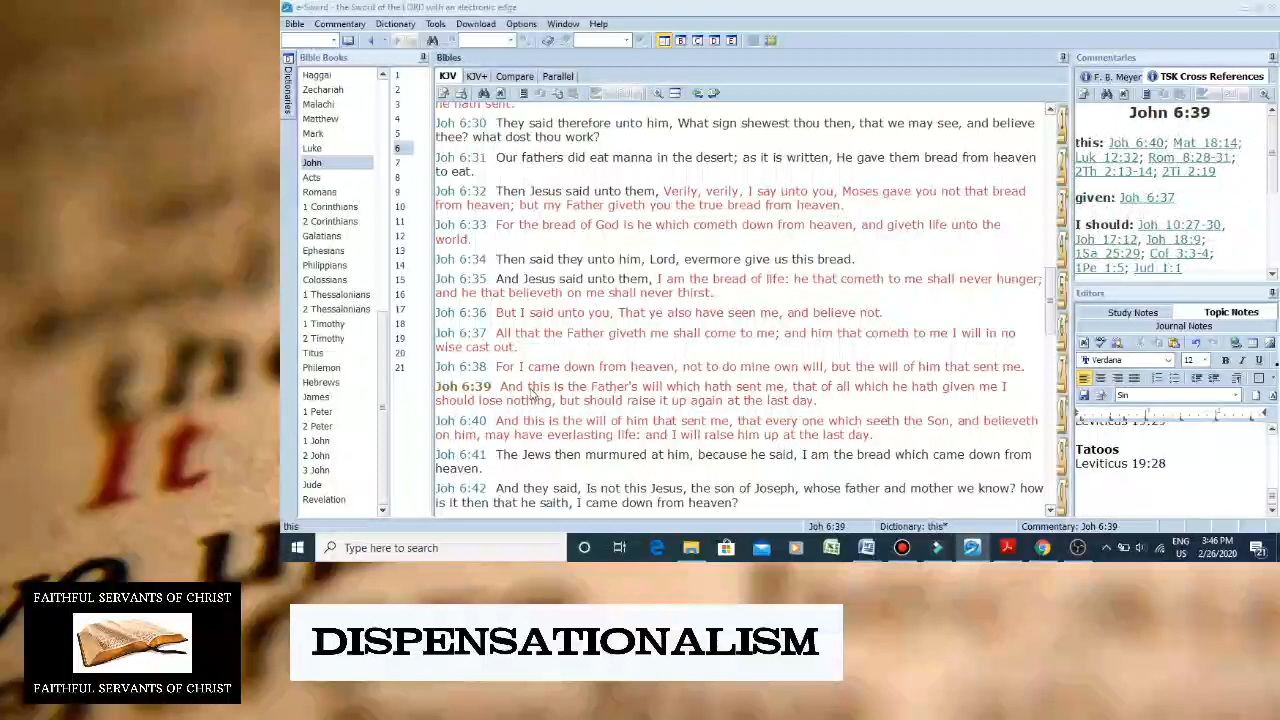 e-Sword - the Sword of the LORD with an electronic edge
Bible Commentary Dictionary Tools Download Options Window Help
Dictionaries
Bible Books
Haggai
Zechariah
Malachi
Matthew
Mark
Luke
John
Acts
Romans
1 Corinthians
2 Corinthians
Galatians
Ephesians
Philippians
Colossians
1 Thessalonians
2 Thessalonians
1 Timothy
2 Timothy
Titus
Philemon
Hebrews
James
1 Peter
2 Peter
1 John
2 John
3 John
Jude
Revelation
1
2
3
4
5
6
7
8
9
10
11
12
13
14
15
16
17
18
19
20
21
Bibles
KJV KJV+ Compare Parallel
he hath sent.
Joh 6:30 They said therefore unto him, What sign shewest thou then, that we may see, and believe
thee? what dost thou work?
Joh 6:31 Our fathers did eat manna in the desert; as it is written, He gave them bread from heaven
to eat.
Joh 6:32 Then Jesus said unto them, Verily, verily, I say unto you, Moses gave you not that bread
from heaven; but my Father giveth you the true bread from heaven.
Joh 6:33 For the bread of God is he which cometh down from heaven, and giveth life unto the
world.
Joh 6:34 Then said they unto him, Lord, evermore give us this bread.
Joh 6:35 And Jesus said unto them, I am the bread of life: he that cometh to me shall never hunger;
and he that believeth on me shall never thirst.
Joh 6:36 But I said unto you, That ye also have seen me, and believe not.
Joh 6:37 All that the Father giveth me shall come to me; and him that cometh to me I will in no
wise cast out.
Joh 6:38 For I came down from heaven, not to do mine own will, but the will of him that sent me.
Joh 6:39 And this is the Father's will which hath sent me, that of all which he hath given me I
should lose nothing, but should raise it up again at the last day.
Joh 6:40 And this is the will of him that sent me, that every one which seeth the Son, and believeth
on him, may have everlasting life: and I will raise him up at the last day.
Joh 6:41 The Jews then murmured at him, because he said, I am the bread which came down from
heaven.
Joh 6:42 And they said, Is not this Jesus, the son of Joseph, whose father and mother we know? how
is it then that he saith, I came down from heaven?
Commentaries
F. B. Meyer TSK Cross References
John 6:39
this: Joh 6:40; Mat 18:14;
Luk 12:32; Rom 8:28-31;
2Th 2:13-14; 2Ti 2:19
given: Joh 6:37
I should: Joh 10:27-30,
Joh 17:12, Joh 18:9;
1Sa 25:29; Col 3:3-4;
1Pe 1:5; Jud 1:1
Editors
Study Notes Topic Notes
Journal Notes
Verdana 12 B I U
Sin
Leviticus 19:29
Tatoos
Leviticus 19:28
this Joh 6:39 Dictionary: this* Commentary: Joh 6:39
Type here to search
ENG
US
3:46 PM
2/26/2020
21
the
It
FAITHFUL SERVANTS OF CHRIST
FAITHFUL SERVANTS OF CHRIST
DISPENSATIONALISM